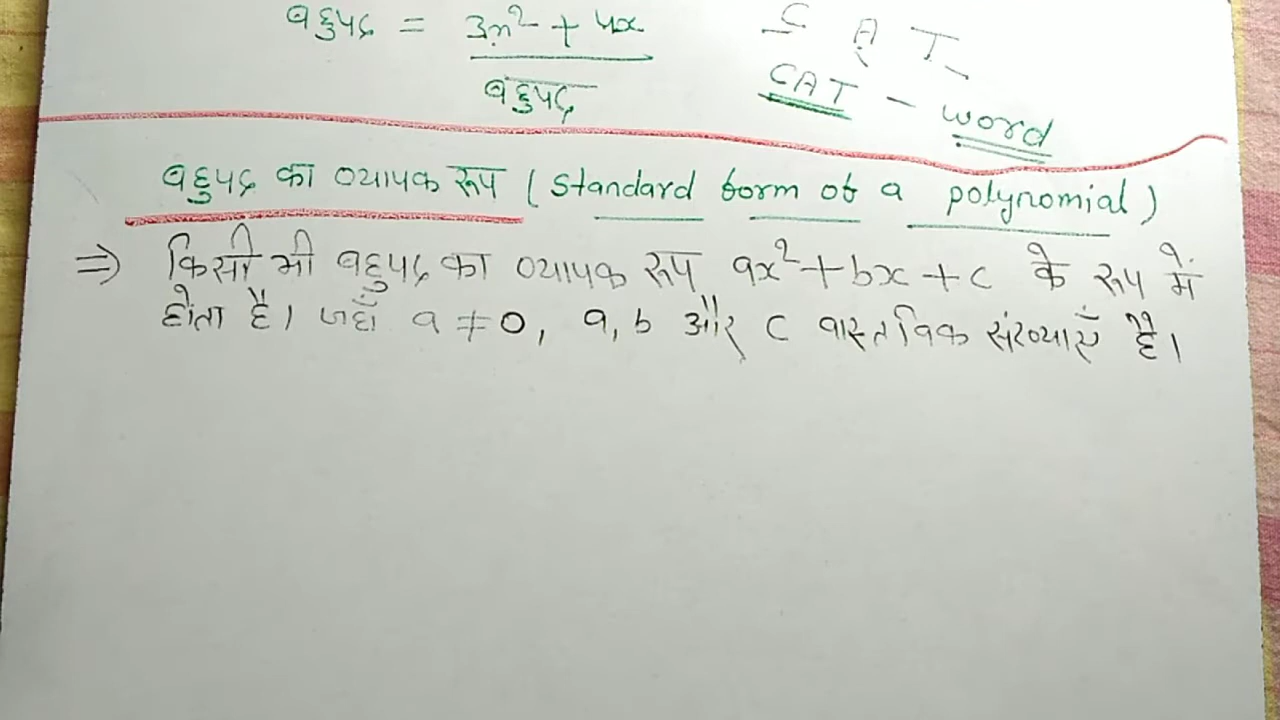 बहुपद = 3x² + 4x
बहुपद
C A T
CAT - word
बहुपद का व्यापक रूप (Standard form of a polynomial)
⇒ किसी भी बहुपद का व्यापक रूप ax² + bx + c के रूप में
होता है। जहाँ a ≠ 0, a, b और c वास्तविक संख्याएँ हैं।